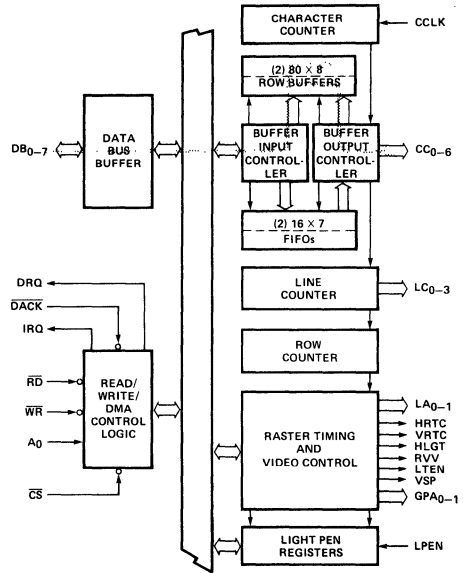 CHARACTER
COUNTER
CCLK
(2) 80 × 8
ROW BUFFERS
DATA
BUS
BUFFER
DB0–7
BUFFER
INPUT
CONTROL-
LER
BUFFER
OUTPUT
CONTROL-
LER
CC0–6
(2) 16 × 7
FIFOs
LINE
COUNTER
LC0–3
ROW
COUNTER
DRQ
DACK
IRQ
RD
WR
A0
CS
READ/
WRITE/
DMA
CONTROL
LOGIC
RASTER TIMING
AND
VIDEO CONTROL
LA0–1
HRTC
VRTC
HLGT
RVV
LTEN
VSP
GPA0–1
LIGHT PEN
REGISTERS
LPEN